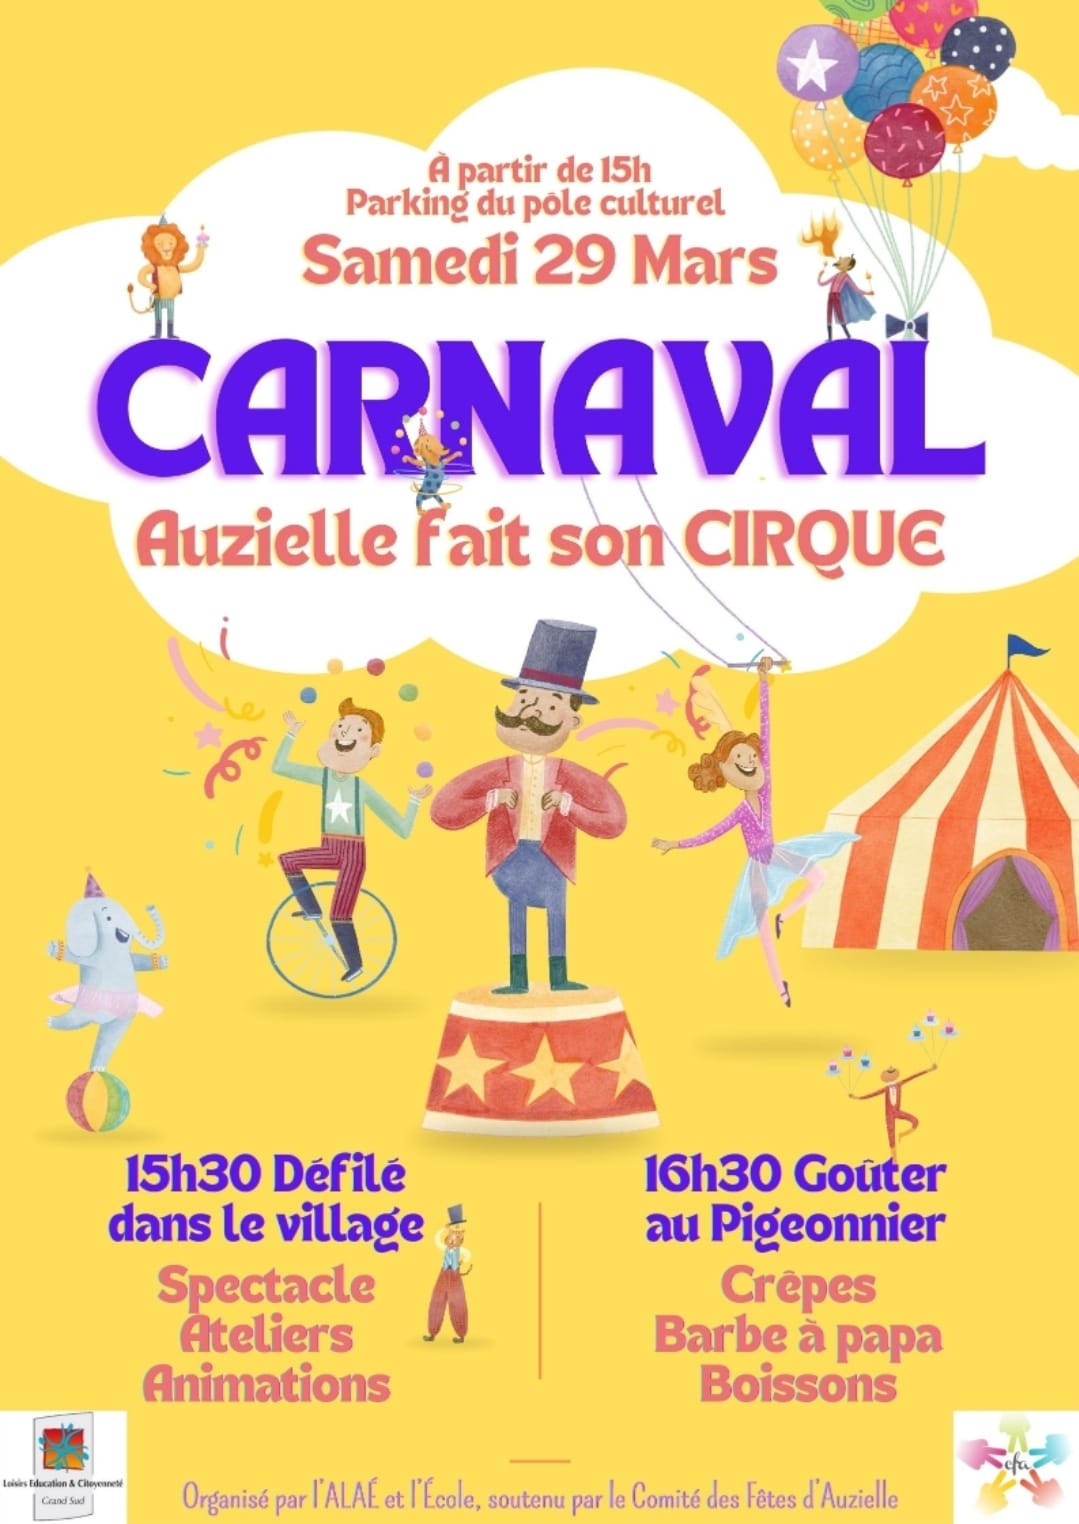 À partir de 15h
Parking du pôle culturel
Samedi 29 Mars
CARNAVAL
Auzielle fait son CIRQUE
15h30 Défilé
dans le village
Spectacle
Ateliers
Animations
16h30 Goûter
au Pigeonnier
Crêpes
Barbe à papa
Boissons
Loisirs Education & Citoyenneté
Grand Sud
cfa
Organisé par l'ALAÉ et l'École, soutenu par le Comité des Fêtes d'Auzielle